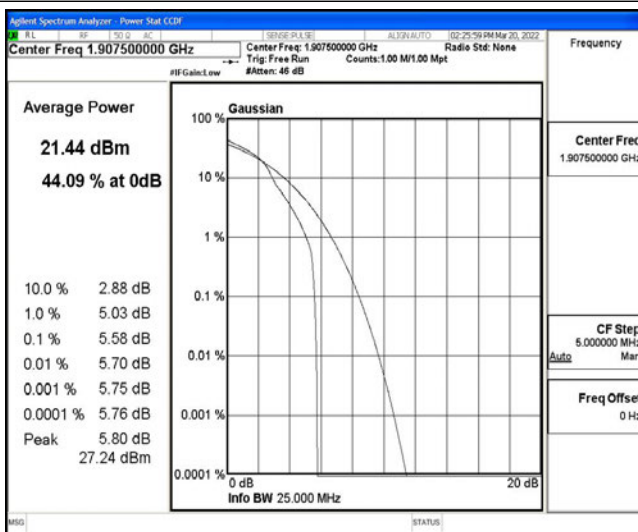 Agilent Spectrum Analyzer - Power Stat CCDF
RL RF 50 Ω AC SENSE:PULSE ALIGN AUTO 02:25:59 PM Mar 20, 2022
Center Freq 1.907500000 GHz
Center Freq: 1.907500000 GHz Radio Std: None
Trig: Free Run Counts:1.00 M/1.00 Mpt
#IFGain:Low #Atten: 46 dB
Frequency
Average Power
21.44 dBm
44.09 % at 0dB
10.0 % 2.88 dB
1.0 % 5.03 dB
0.1 % 5.58 dB
0.01 % 5.70 dB
0.001 % 5.75 dB
0.0001 % 5.76 dB
Peak 5.80 dB
27.24 dBm
Gaussian
100 %
10 %
1 %
0.1 %
0.01 %
0.001 %
0.0001 %
0 dB 20 dB
Info BW 25.000 MHz
Center Freq
1.907500000 GHz
CF Step
5.000000 MHz
Auto Man
Freq Offset
0 Hz
MSG STATUS